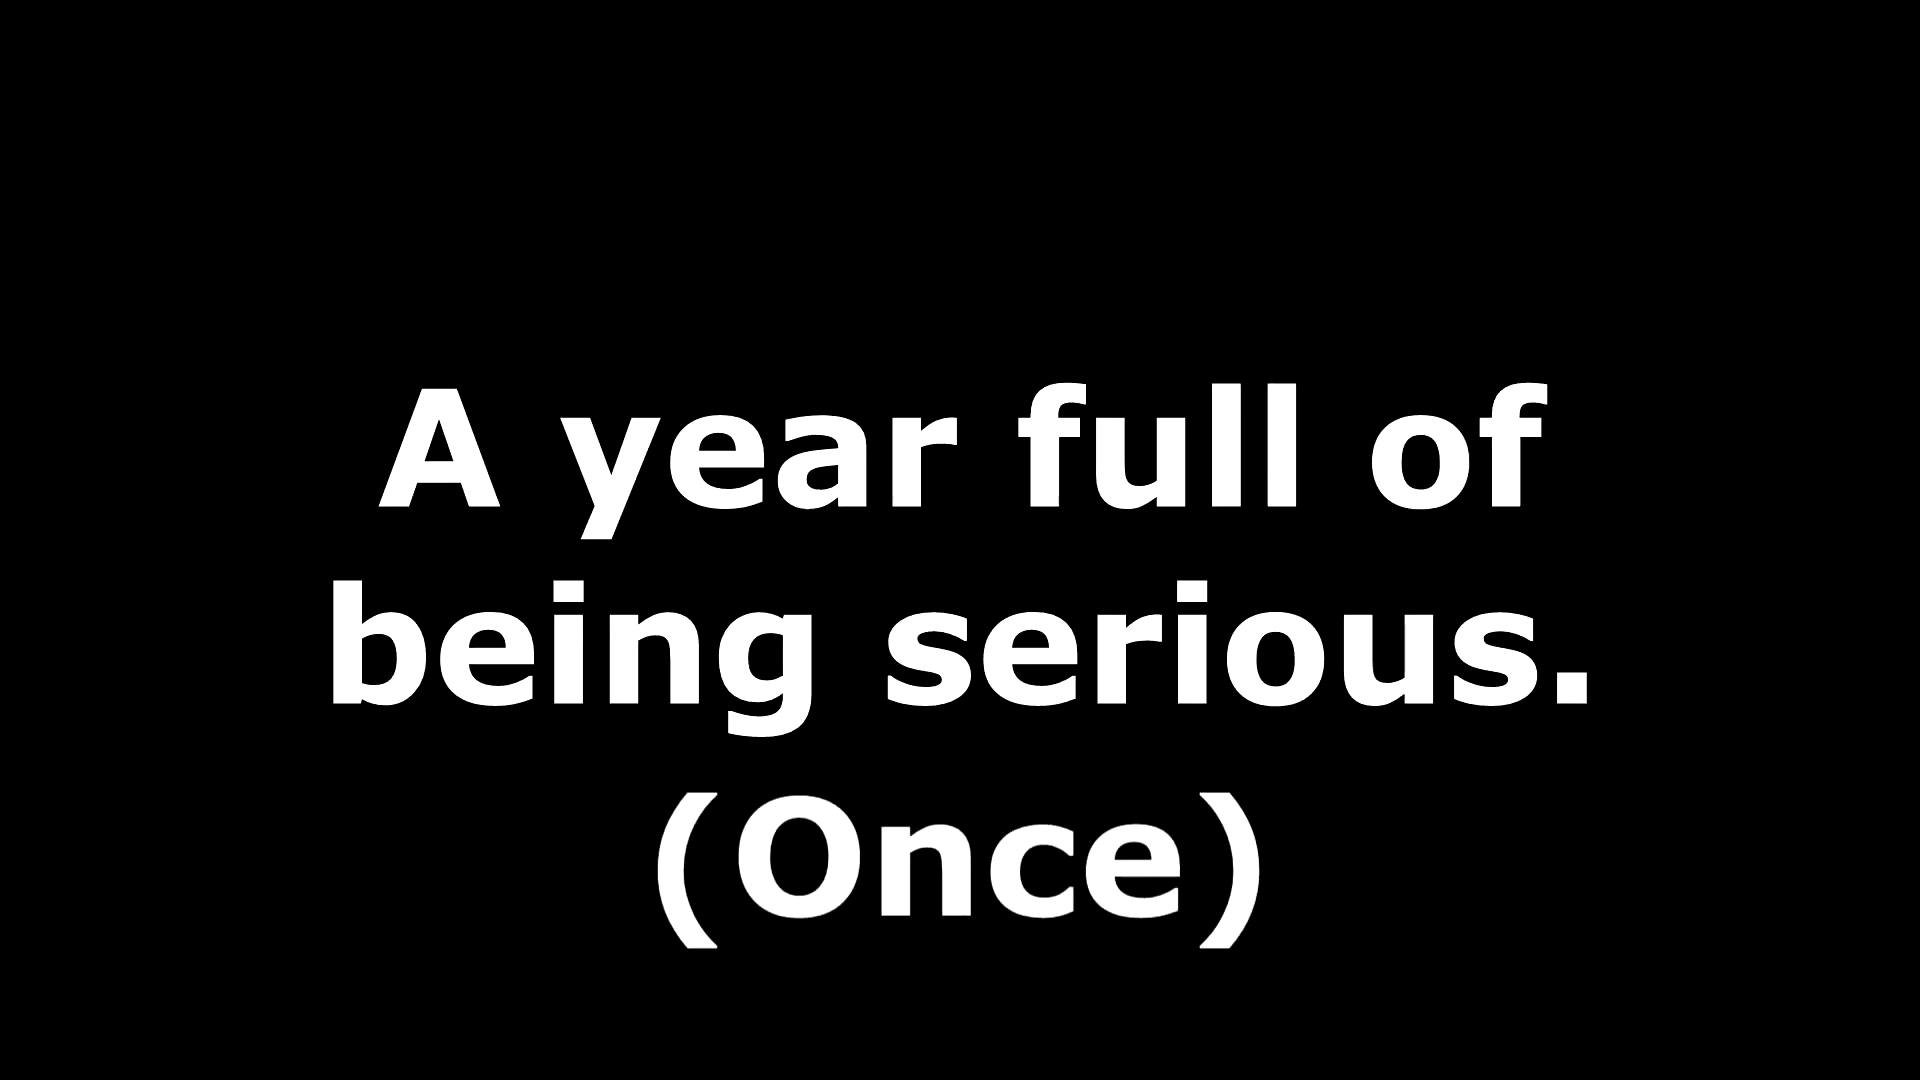 A year full of
being serious.
(Once)